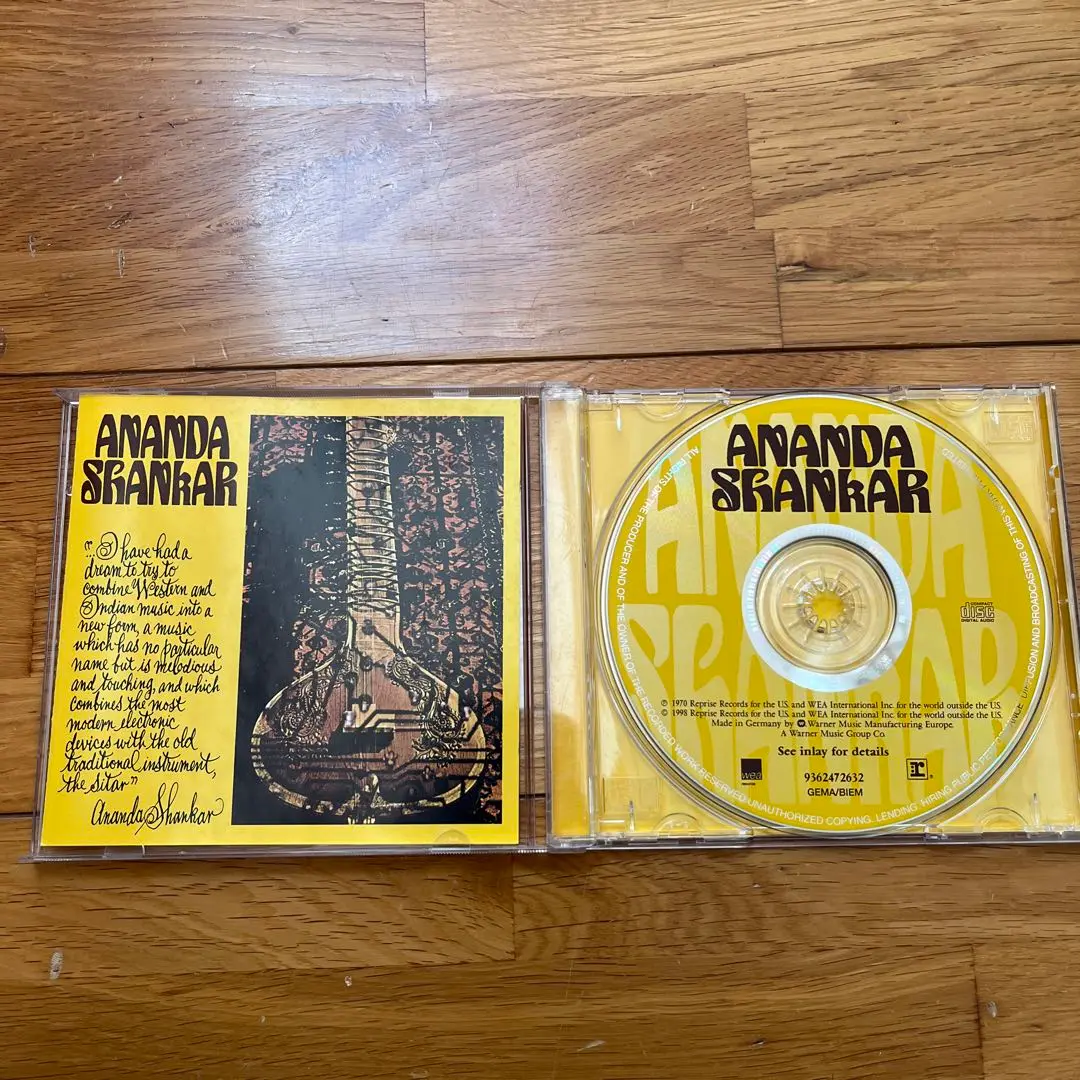 ANANDA
SHANKAR
"...I have had a
dream to try to
combine Western and
Indian music into a
new form, a music
which has no particular
name but is melodious
and touching, and which
combines the most
modern electronic
devices with the old
traditional instrument,
the sitar"
Ananda Shankar
ANANDA
SHANKAR
ANANDA
SHANKAR
COMPACT
disc
DIGITAL AUDIO
℗ 1970 Reprise Records for the U.S. and WEA International Inc. for the world outside the U.S.
© 1998 Reprise Records for the U.S. and WEA International Inc. for the world outside the U.S.
Made in Germany by Warner Music Manufacturing Europe.
A Warner Music Group Co.
See inlay for details
wea
9362472632
GEMA/BIEM
R
ALL RIGHTS OF THE PRODUCER AND OF THE OWNER OF THE RECORDED WORK RESERVED UNAUTHORIZED COPYING, LENDING, HIRING, PUBLIC DIFFUSION AND BROADCASTING OF THIS